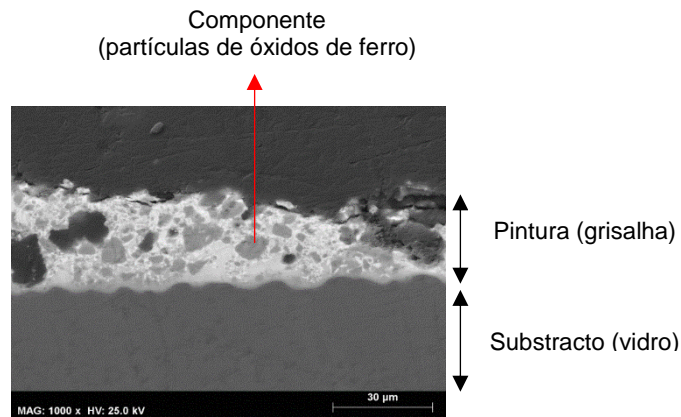 Componente
(partículas de óxidos de ferro)
Pintura (grisalha)
Substracto (vidro)
30 µm
MAG: 1000 x HV: 25.0 kV